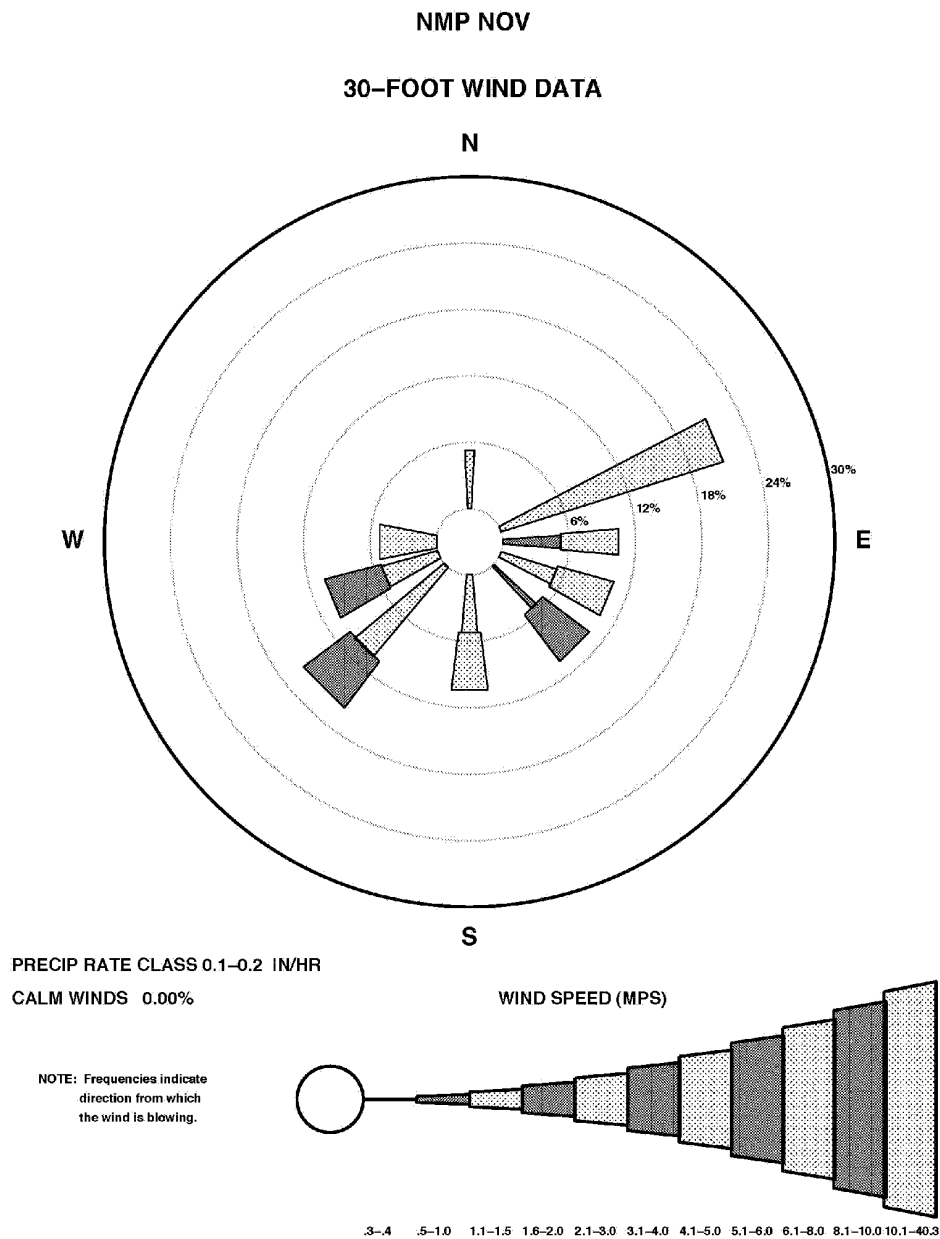 NMP NOV
30–FOOT WIND DATA
N
30%
24%
18%
12%
6%
W
E
S
PRECIP RATE CLASS 0.1–0.2 IN/HR
CALM WINDS 0.00%
WIND SPEED (MPS)
NOTE: Frequencies indicate
direction from which
the wind is blowing.
.3–.4 .5–1.0 1.1–1.5 1.6–2.0 2.1–3.0 3.1–4.0 4.1–5.0 5.1–6.0 6.1–8.0 8.1–10.0 10.1–40.3